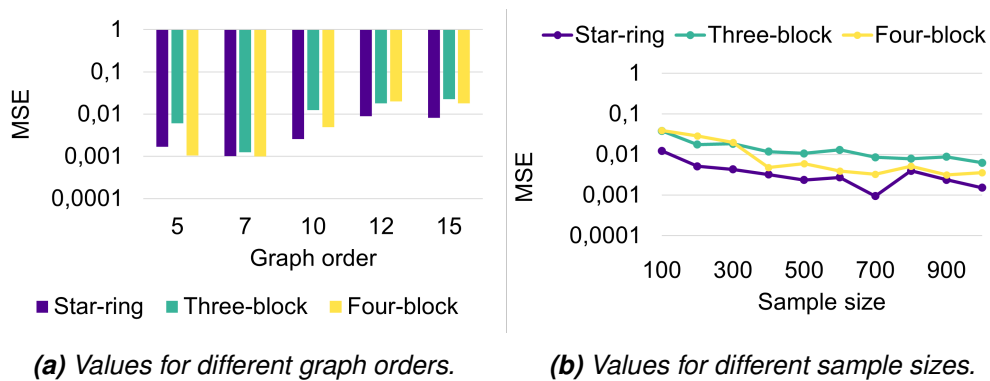 1
0,1
0,01
0,001
0,0001
MSE
5 7 10 12 15
Graph order
Star-ring Three-block Four-block
(a) Values for different graph orders.
Star-ring Three-block Four-block
1
0,1
0,01
0,001
0,0001
MSE
100 300 500 700 900
Sample size
(b) Values for different sample sizes.